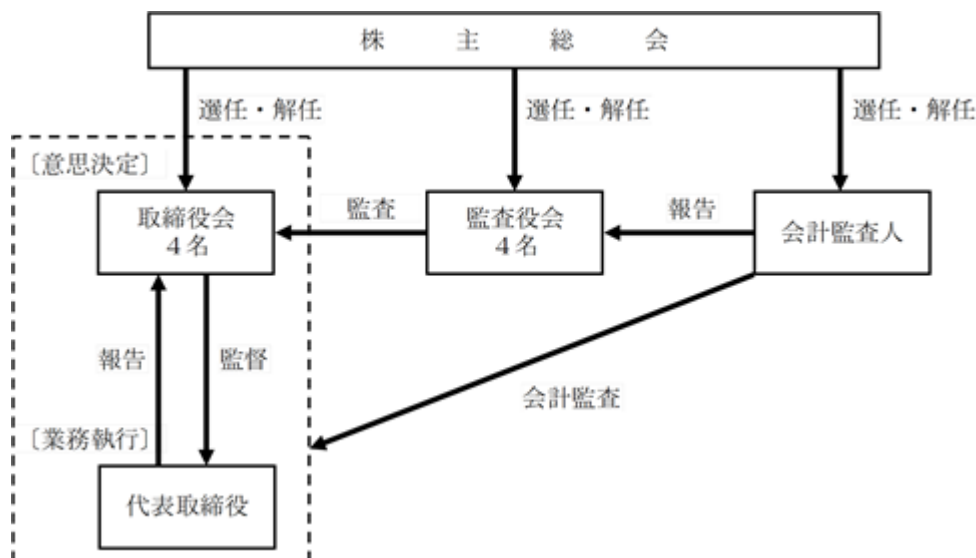 株主総会
選任・解任
選任・解任
選任・解任
〔意思決定〕
取締役会
4名
監査
監査役会
4名
報告
会計監査人
報告
監督
会計監査
〔業務執行〕
代表取締役